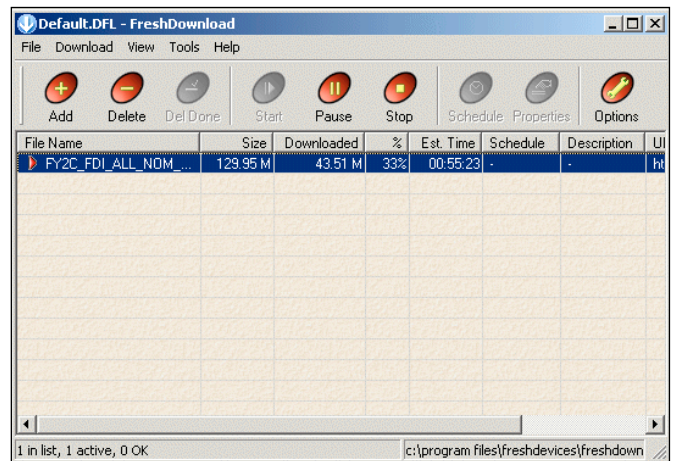 Default.DFL - FreshDownload
File Download View Tools Help
Add Delete Del Done Start Pause Stop Schedule Properties Options
File Name Size Downloaded % Est. Time Schedule Description Ul
FY2C_FDI_ALL_NOM_... 129.95 M 43.51 M 33% 00:55:23 - - ht
1 in list, 1 active, 0 OK c:\program files\freshdevices\freshdown